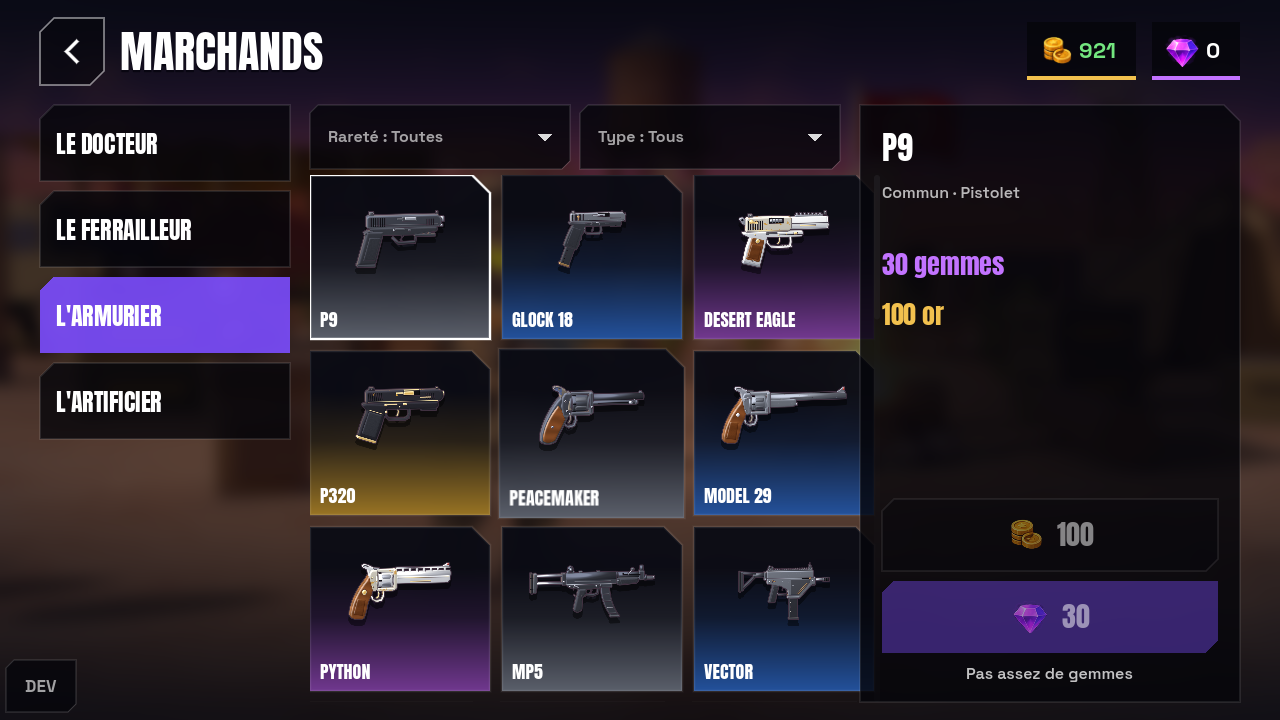 MARCHANDS
921
0
LE DOCTEUR
LE FERRAILLEUR
L'ARMURIER
L'ARTIFICIER
Rareté : Toutes
Type : Tous
P9
GLOCK 18
DESERT EAGLE
P320
PEACEMAKER
MODEL 29
PYTHON
MP5
VECTOR
P9
Commun · Pistolet
30 gemmes
100 or
100
30
Pas assez de gemmes
DEV